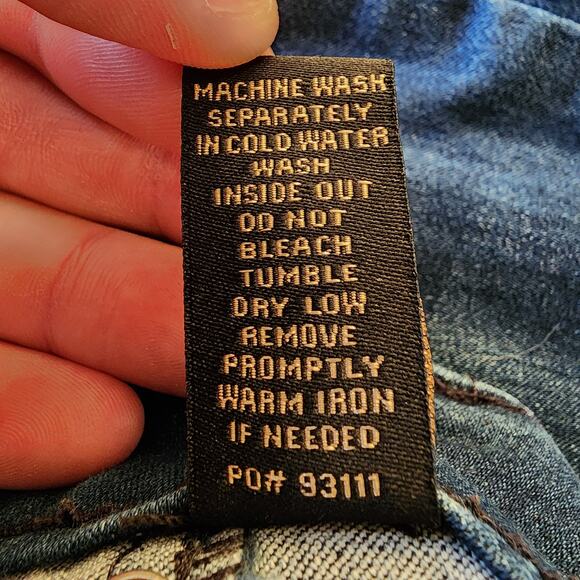 MACHINE WASH
SEPARATELY
IN COLD WATER
WASH
INSIDE OUT
DO NOT
BLEACH
TUMBLE
DRY LOW
REMOVE
PROMPTLY
WARM IRON
IF NEEDED
PO# 93111